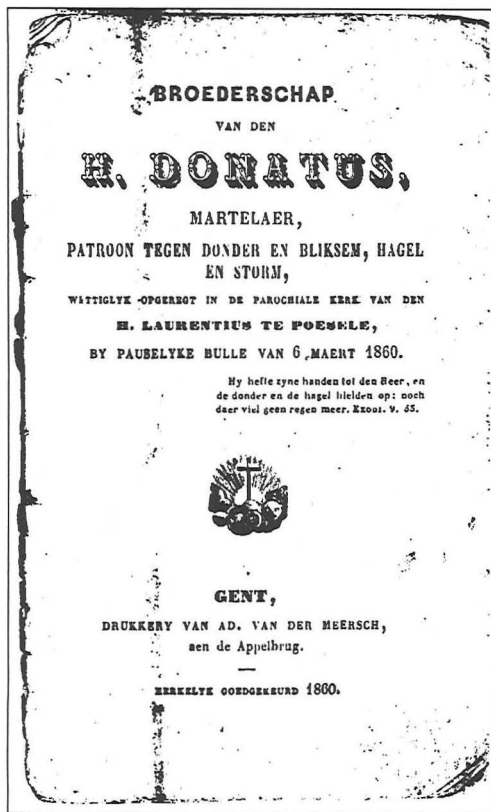 BROEDERSCHAP
VAN DEN
H. DONATUS,
MARTELAER,
PATROON TEGEN DONDER EN BLIKSEM, HAGEL
EN STORM,
WETTIGLYK OPGEREGT IN DE PAROCHIALE KERK VAN DEN
H. LAURENTIUS TE POESELE,
BY PAUSELYKE BULLE VAN 6 MAERT 1860.
Hy hefte zyne handen tot den Heer, en
de donder en de hagel hielden op: noch
daer viel geen regen meer. Exod. 9. 33.
GENT,
DRUKKERY VAN AD. VAN DER MEERSCH,
aen de Appelbrug.
KERKELYK GOEDGEKEURD 1860.